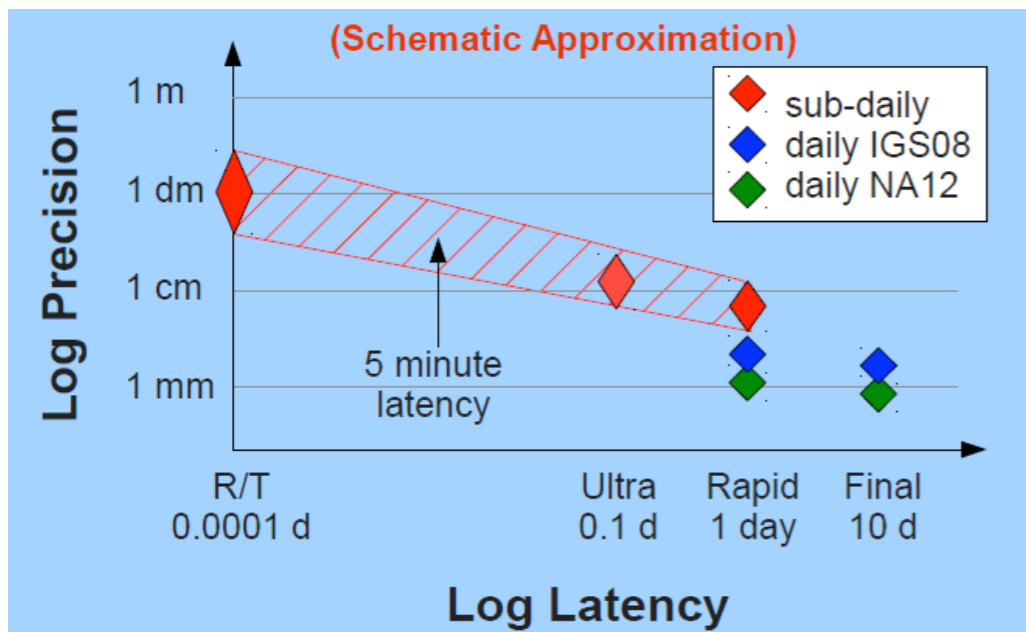 (Schematic Approximation)
Log Precision
1 m
1 dm
1 cm
1 mm
sub-daily
daily IGS08
daily NA12
5 minute
latency
R/T
0.0001 d
Ultra
0.1 d
Rapid
1 day
Final
10 d
Log Latency